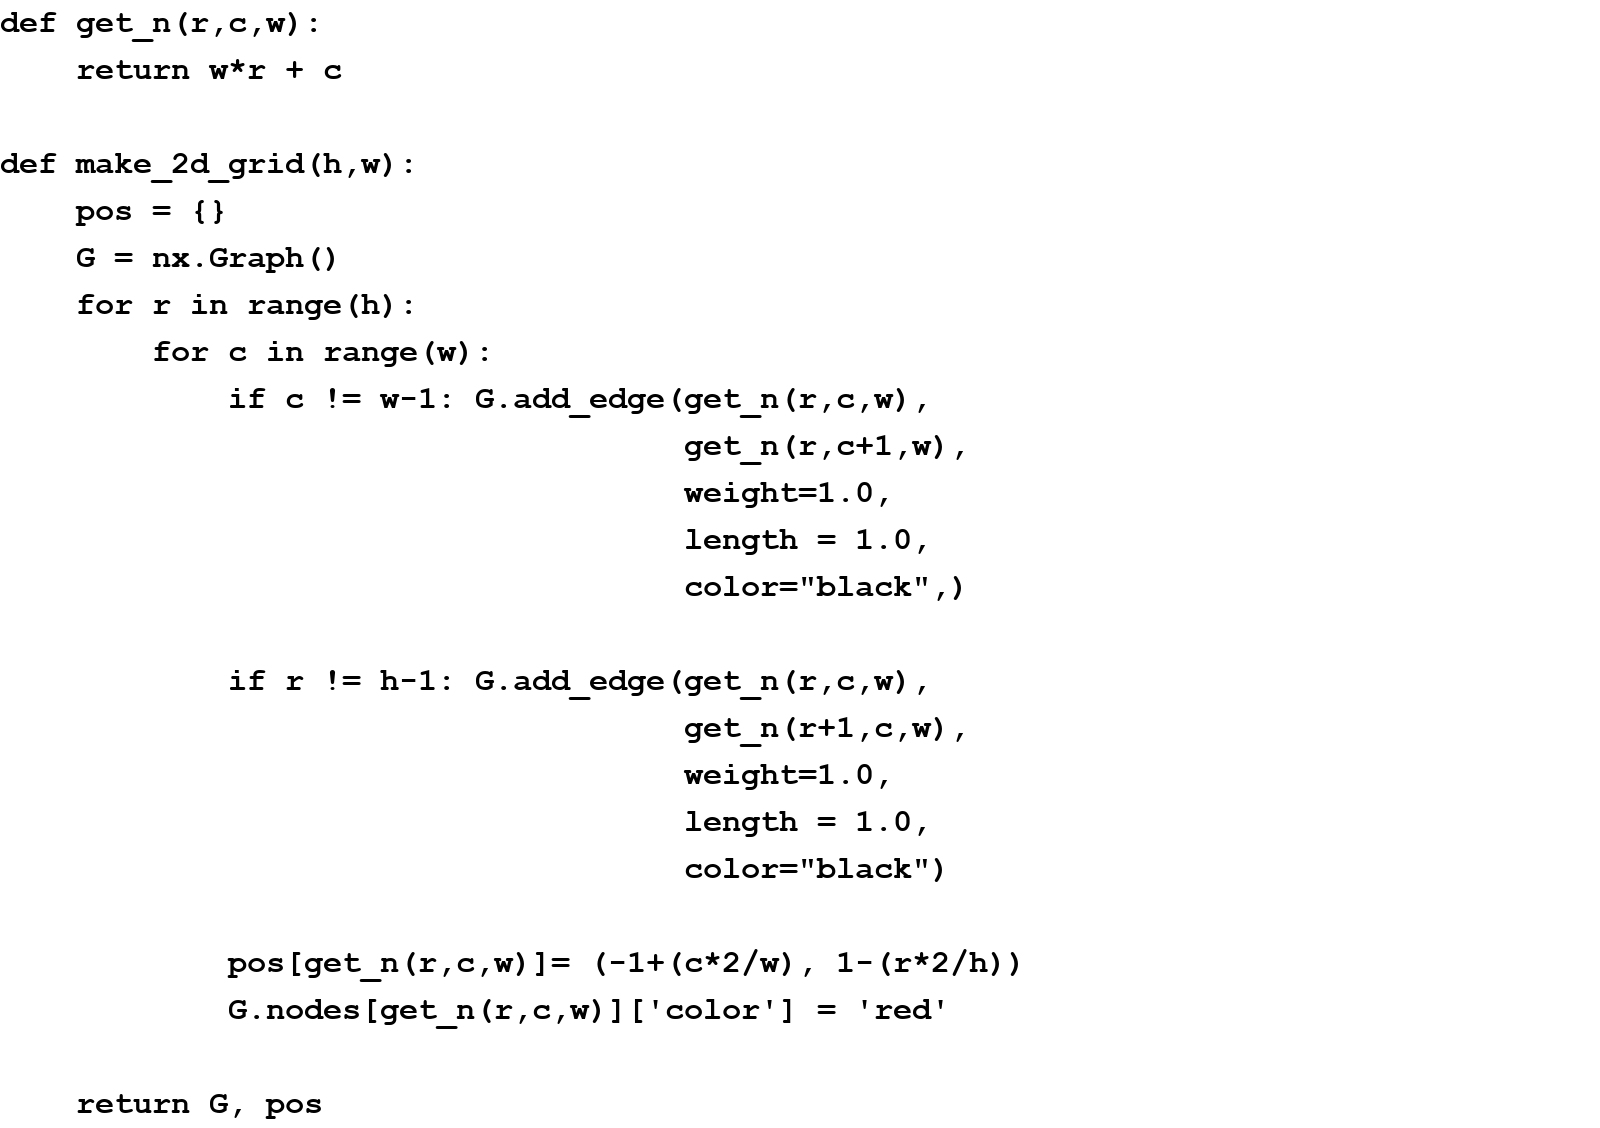 def get_n(r,c,w):
    return w*r + c

def make_2d_grid(h,w):
    pos = {}
    G = nx.Graph()
    for r in range(h):
        for c in range(w):
            if c != w-1: G.add_edge(get_n(r,c,w),
                                    get_n(r,c+1,w),
                                    weight=1.0,
                                    length = 1.0,
                                    color="black",)

            if r != h-1: G.add_edge(get_n(r,c,w),
                                    get_n(r+1,c,w),
                                    weight=1.0,
                                    length = 1.0,
                                    color="black")

            pos[get_n(r,c,w)]= (-1+(c*2/w), 1-(r*2/h))
            G.nodes[get_n(r,c,w)]['color'] = 'red'

    return G, pos